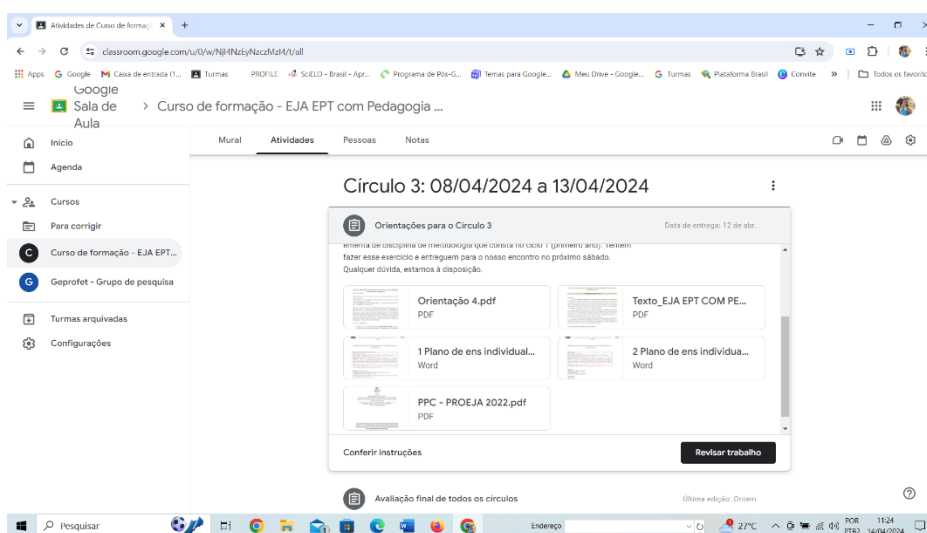 Atividades de Curso de formaç
classroom.google.com/u/0/w/NjI4NzEyNzczMzI4/t/all
Apps Google Caixa de entrada (1... Turmas PROFILE SciELO - Brasil - Apr... Programa de Pós-G... Temas para Google... Meu Drive - Google... Turmas Plataforma Brasil Convite » Todos os favorito
Google
Sala de
Aula
> Curso de formação - EJA EPT com Pedagogia ...
Início
Agenda
Cursos
Para corrigir
C Curso de formação - EJA EPT...
G Geprofet - Grupo de pesquisa
Turmas arquivadas
Configurações
Mural Atividades Pessoas Notas
Círculo 3: 08/04/2024 a 13/04/2024
Orientações para o Círculo 3 Data de entrega: 12 de abr.
ementa de disciplina de metodologia que consta no ciclo 1 (primeiro ano). Tentem
fazer esse exercício e entreguem para o nosso encontro no próximo sábado.
Qualquer dúvida, estamos à disposição.
Orientação 4.pdf
PDF
Texto_EJA EPT COM PE...
PDF
1 Plano de ens individual...
Word
2 Plano de ens individua...
Word
PPC - PROEJA 2022.pdf
PDF
Conferir instruções Revisar trabalho
Avaliação final de todos os círculos Última edição: Ontem
Pesquisar Endereço 27°C POR 11:24
PTB2 14/04/2024